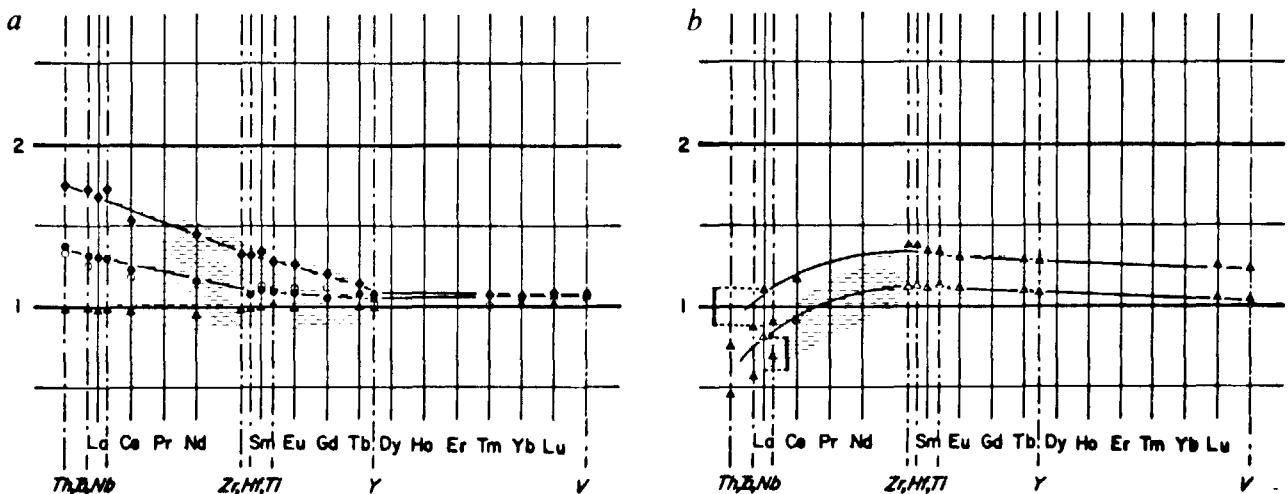 a
b
2
1
2
1
La Ce Pr Nd Sm Eu Gd Tb Dy Ho Er Tm Yb Lu
Th,Ta,Nb Zr,Hf,Ti Y V
La Ce Pr Nd Sm Eu Gd Tb Dy Ho Er Tm Yb Lu
Th,Ta,Nb Zr,Hf,Ti Y V